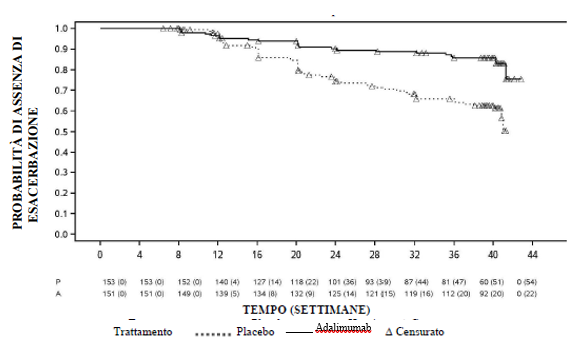 PROBABILITÀ DI ASSENZA DI
ESACERBAZIONE
1.0
0.9
0.8
0.7
0.6
0.5
0.4
0.3
0.2
0.1
0.0
0 4 8 12 16 20 24 28 32 36 40 44
P 153 (0) 153 (0) 152 (0) 140 (4) 127 (14) 118 (22) 101 (36) 93 (39) 87 (44) 81 (47) 60 (51) 0 (54)
A 151 (0) 151 (0) 149 (0) 139 (5) 134 (8) 132 (9) 125 (14) 121 (15) 119 (16) 112 (20) 92 (20) 0 (22)
TEMPO (SETTIMANE)
Trattamento Placebo Adalimumab Δ Censurato